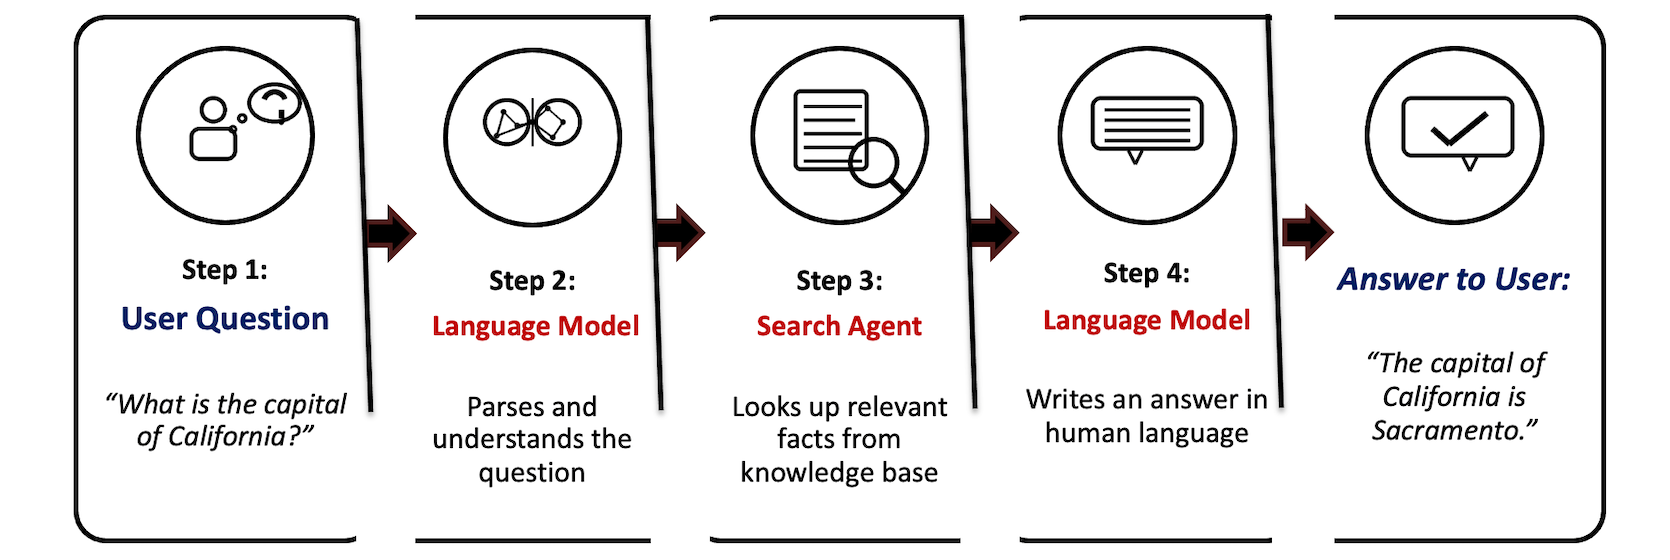 Step 1:
User Question
“What is the capital
of California?”
Step 2:
Language Model
Parses and
understands the
question
Step 3:
Search Agent
Looks up relevant
facts from
knowledge base
Step 4:
Language Model
Writes an answer in
human language
Answer to User:
“The capital of
California is
Sacramento.”